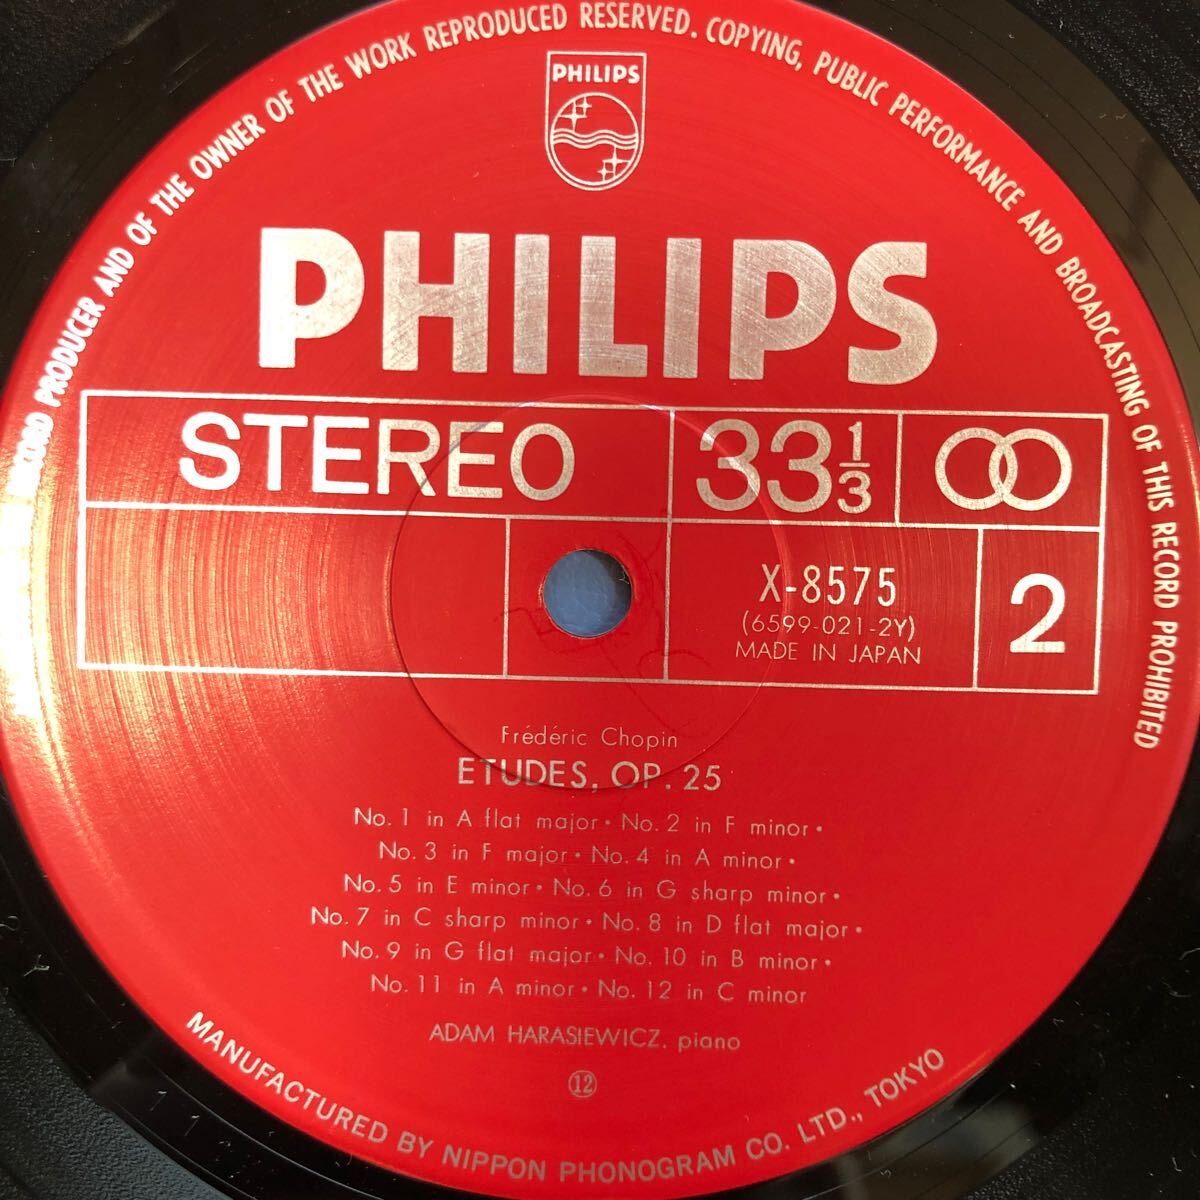 RECORD PRODUCER AND OF THE OWNER OF THE WORK REPRODUCED RESERVED. COPYING, PUBLIC PERFORMANCE AND BROADCASTING OF THIS RECORD PROHIBITED
PHILIPS
PHILIPS
STEREO
33 1/3
X-8575
(6599-021-2Y)
MADE IN JAPAN
2
Frédéric Chopin
ETUDES, OP. 25
No. 1 in A flat major • No. 2 in F minor •
No. 3 in F major • No. 4 in A minor •
No. 5 in E minor • No. 6 in G sharp minor •
No. 7 in C sharp minor • No. 8 in D flat major •
No. 9 in G flat major • No. 10 in B minor •
No. 11 in A minor • No. 12 in C minor
ADAM HARASIEWICZ, piano
⑫
MANUFACTURED BY NIPPON PHONOGRAM CO. LTD., TOKYO